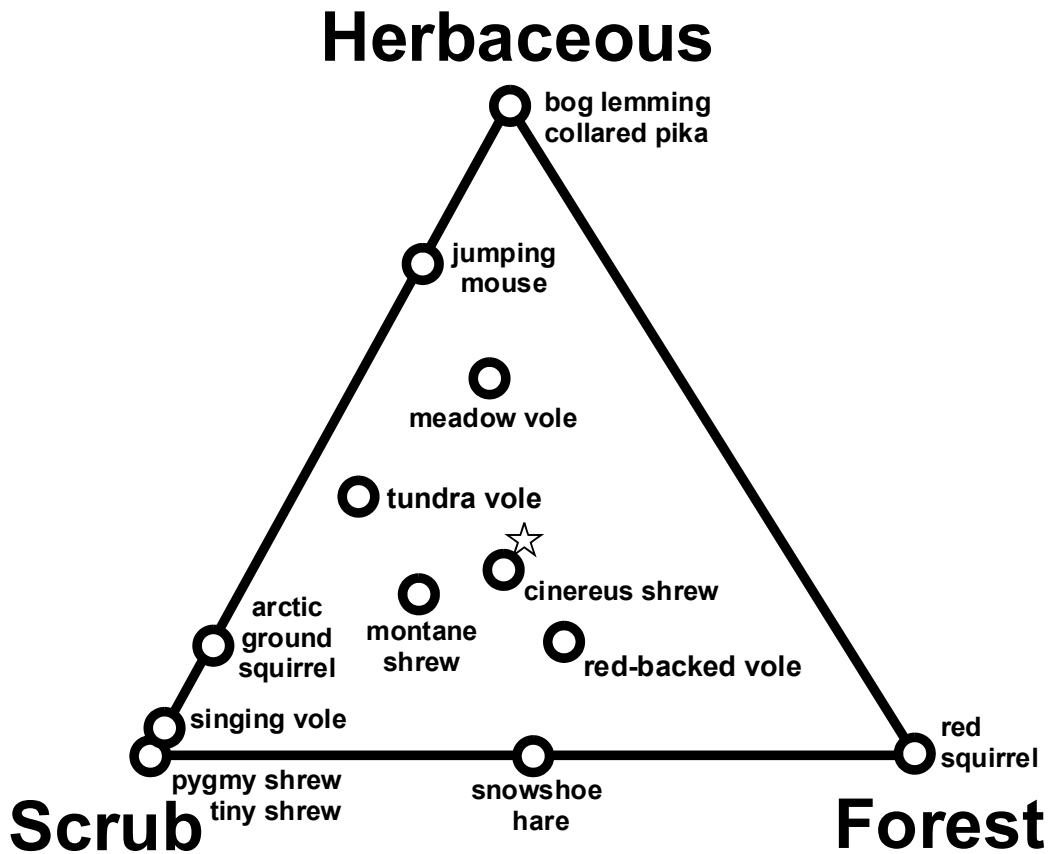 Herbaceous
bog lemming
collared pika
jumping
mouse
meadow vole
tundra vole
cinereus shrew
arctic
ground
squirrel
montane
shrew
red-backed vole
singing vole
red
squirrel
pygmy shrew
tiny shrew
snowshoe
hare
Scrub
Forest